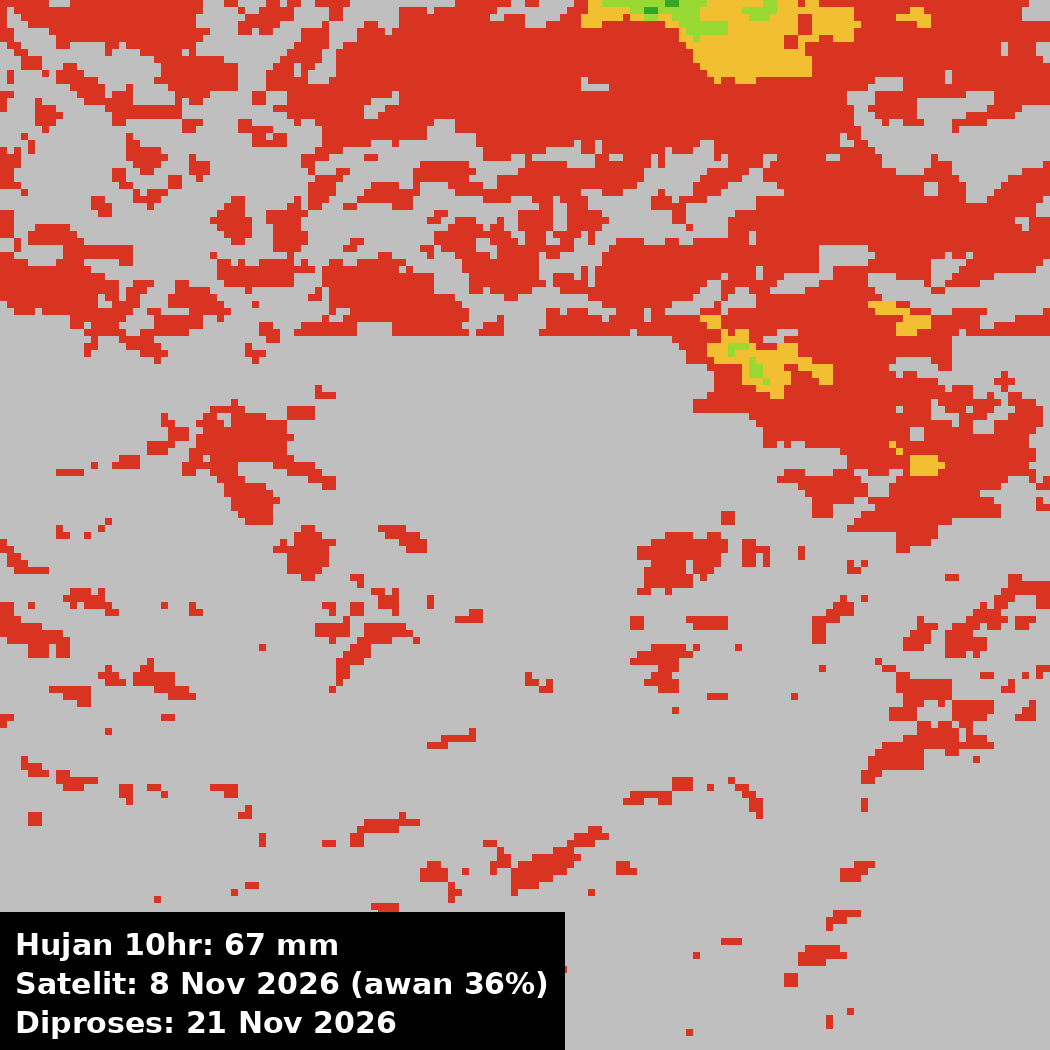 Hujan 10hr: 67 mm
Satelit: 8 Nov 2026 (awan 36%)
Diproses: 21 Nov 2026